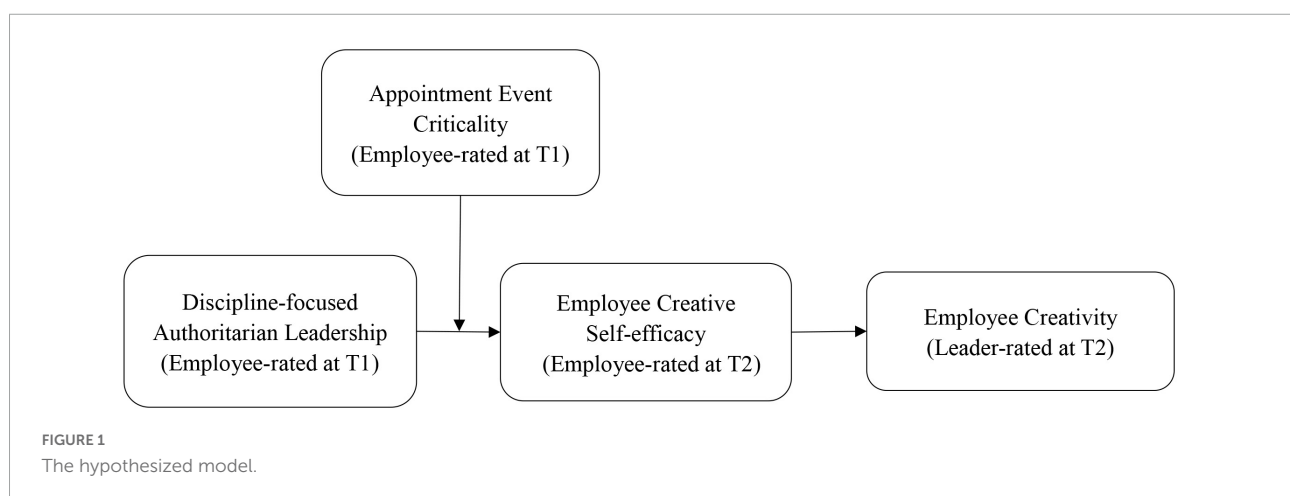 Appointment Event
Criticality
(Employee-rated at T1)
Discipline-focused
Authoritarian Leadership
(Employee-rated at T1)
Employee Creative
Self-efficacy
(Employee-rated at T2)
Employee Creativity
(Leader-rated at T2)
FIGURE 1
The hypothesized model.